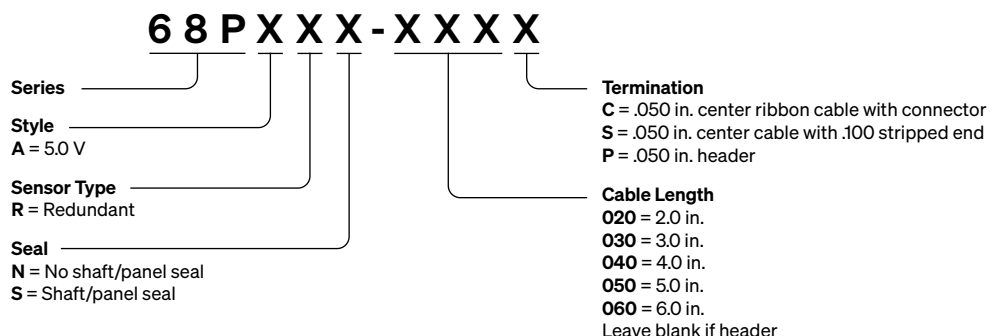 68PXXX-XXXX
Series
Style
A = 5.0 V
Sensor Type
R = Redundant
Seal
N = No shaft/panel seal
S = Shaft/panel seal
Termination
C = .050 in. center ribbon cable with connector
S = .050 in. center cable with .100 stripped end
P = .050 in. header
Cable Length
020 = 2.0 in.
030 = 3.0 in.
040 = 4.0 in.
050 = 5.0 in.
060 = 6.0 in.
Leave blank if header